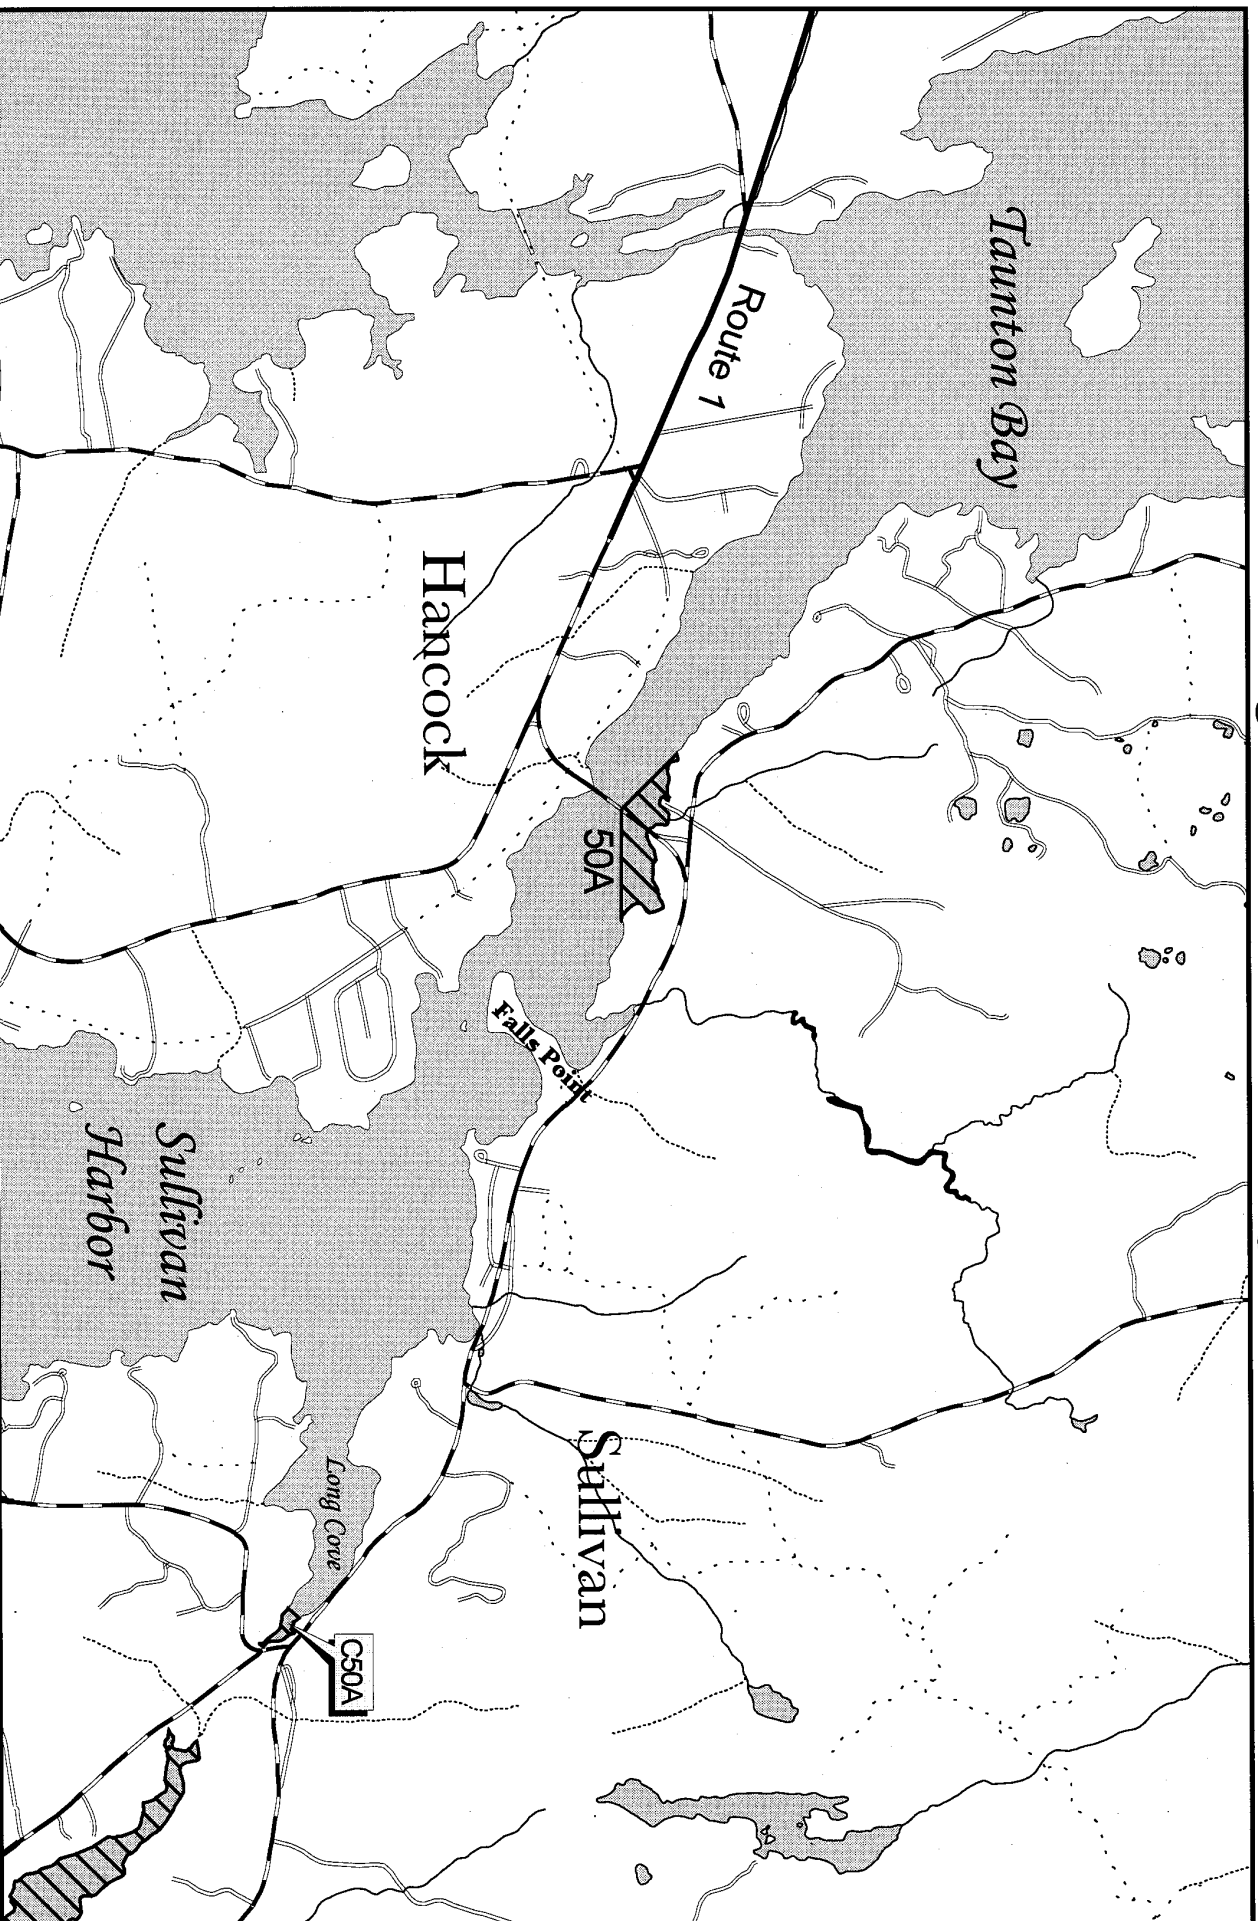 Taunton Bay
Route 1
Hancock
50A
Falls Point
Sullivan
Harbor
Sullivan
Long Cove
C50A